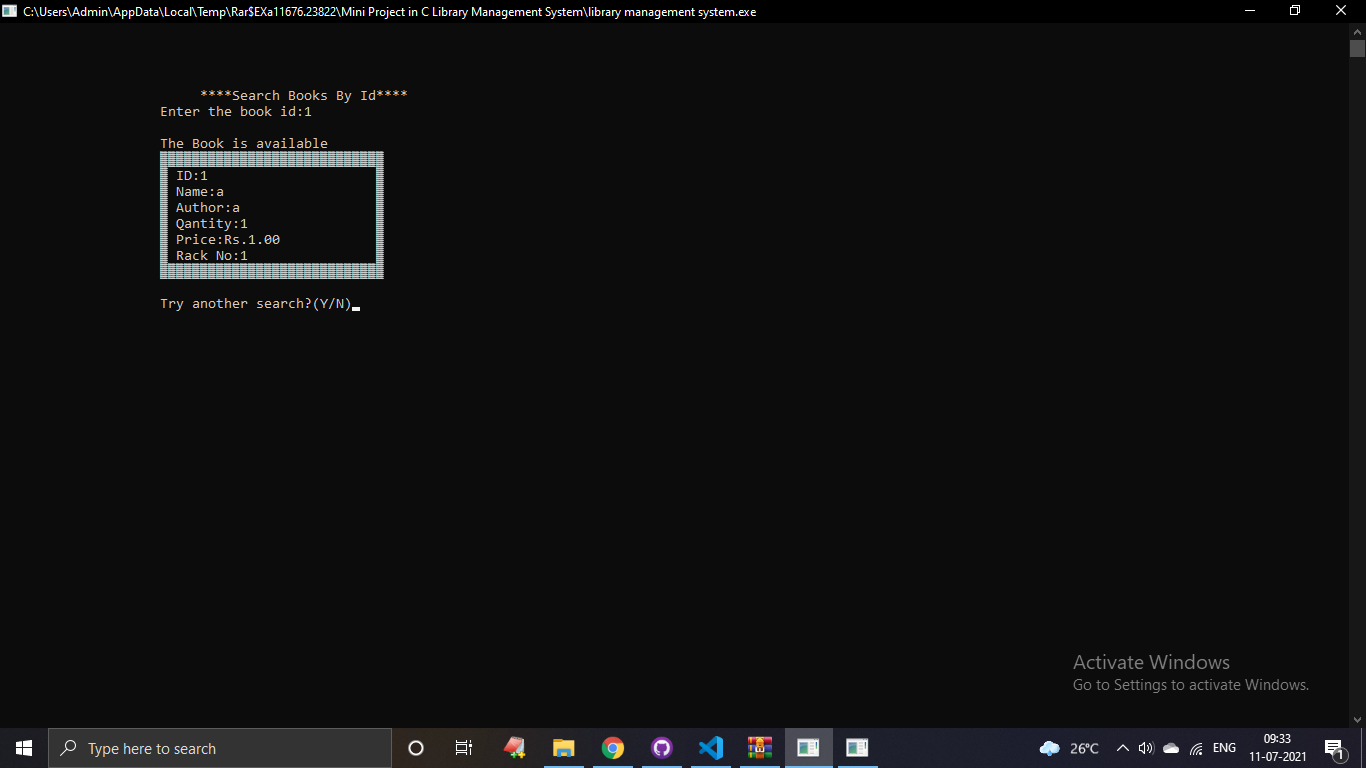 C:\Users\Admin\AppData\Local\Temp\Rar$EXa11676.23822\Mini Project in C Library Management System\library management system.exe
****Search Books By Id****
Enter the book id:1
The Book is available
ID:1
Name:a
Author:a
Qantity:1
Price:Rs.1.00
Rack No:1
Try another search?(Y/N)
Activate Windows
Go to Settings to activate Windows.
Type here to search
26°C
ENG
09:33
11-07-2021
1